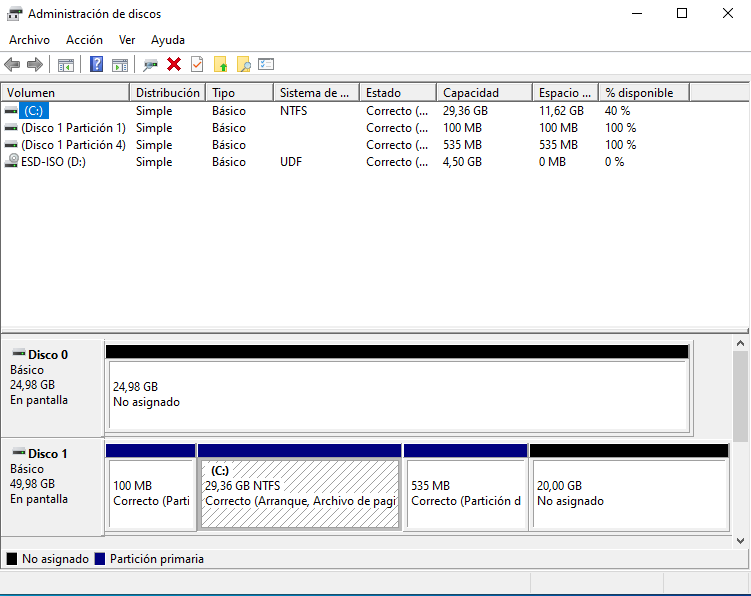 Administración de discos
Archivo Acción Ver Ayuda
Volumen Distribución Tipo Sistema de ... Estado Capacidad Espacio ... % disponible
(C:) Simple Básico NTFS Correcto (... 29,36 GB 11,62 GB 40 %
(Disco 1 Partición 1) Simple Básico Correcto (... 100 MB 100 MB 100 %
(Disco 1 Partición 4) Simple Básico Correcto (... 535 MB 535 MB 100 %
ESD-ISO (D:) Simple Básico UDF Correcto (... 4,50 GB 0 MB 0 %
Disco 0
Básico
24,98 GB
En pantalla
24,98 GB
No asignado
Disco 1
Básico
49,98 GB
En pantalla
100 MB
Correcto (Parti
(C:)
29,36 GB NTFS
Correcto (Arranque, Archivo de pagi
535 MB
Correcto (Partición d
20,00 GB
No asignado
No asignado Partición primaria